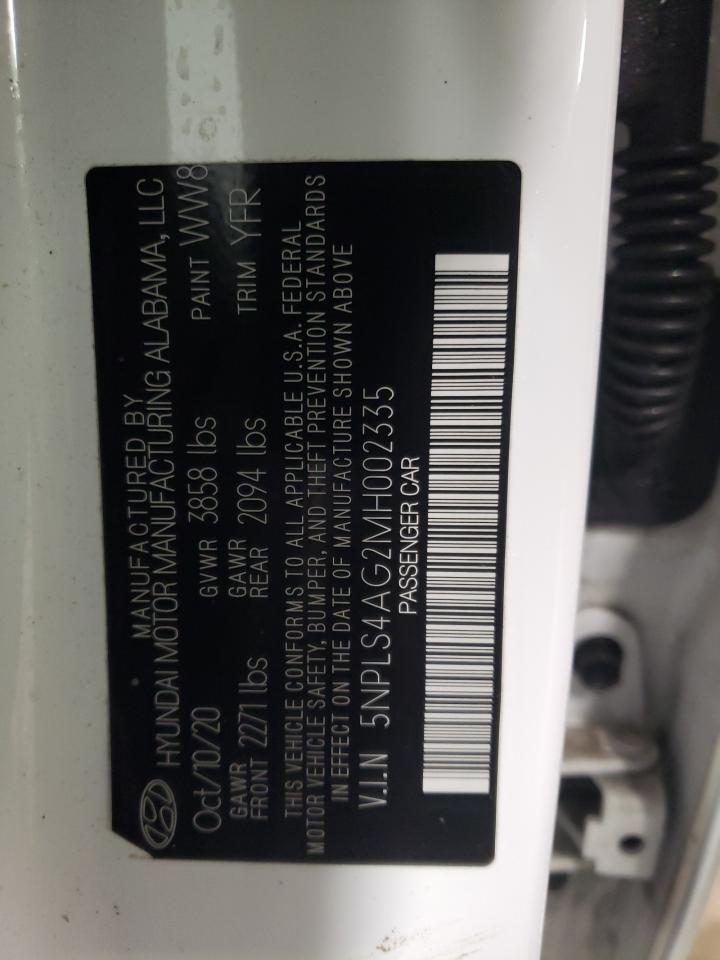 MANUFACTURED BY
HYUNDAI MOTOR MANUFACTURING ALABAMA, LLC
Oct/10/20 GVWR 3858 lbs PAINT WW8
GAWR FRONT 2271 lbs GAWR REAR 2094 lbs TRIM YFR
THIS VEHICLE CONFORMS TO ALL APPLICABLE U.S.A. FEDERAL
MOTOR VEHICLE SAFETY, BUMPER, AND THEFT PREVENTION STANDARDS
IN EFFECT ON THE DATE OF MANUFACTURE SHOWN ABOVE
V.I.N 5NPLS4AG2MH002335
PASSENGER CAR